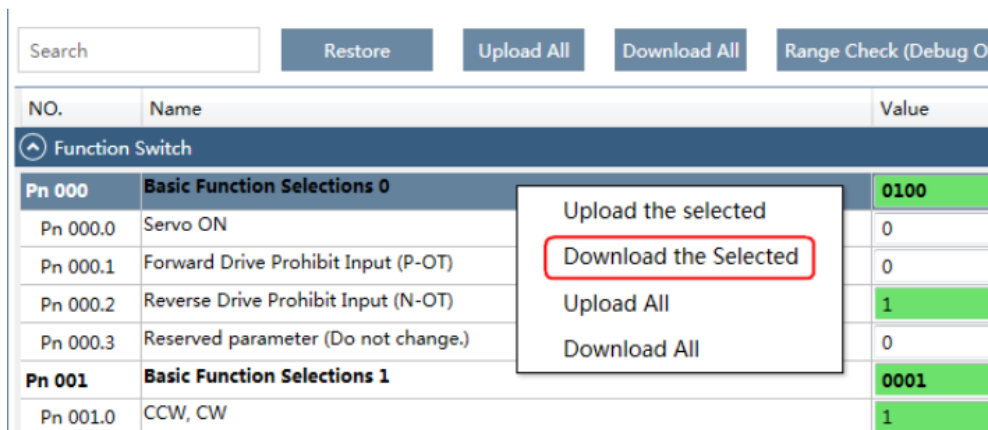 Search Restore Upload All Download All Range Check (Debug O
NO. Name Value
Function Switch
Pn 000 Basic Function Selections 0 0100
Pn 000.0 Servo ON 0
Pn 000.1 Forward Drive Prohibit Input (P-OT) 0
Pn 000.2 Reverse Drive Prohibit Input (N-OT) 1
Pn 000.3 Reserved parameter (Do not change.) 0
Pn 001 Basic Function Selections 1 0001
Pn 001.0 CCW, CW 1
Upload the selected
Download the Selected
Upload All
Download All